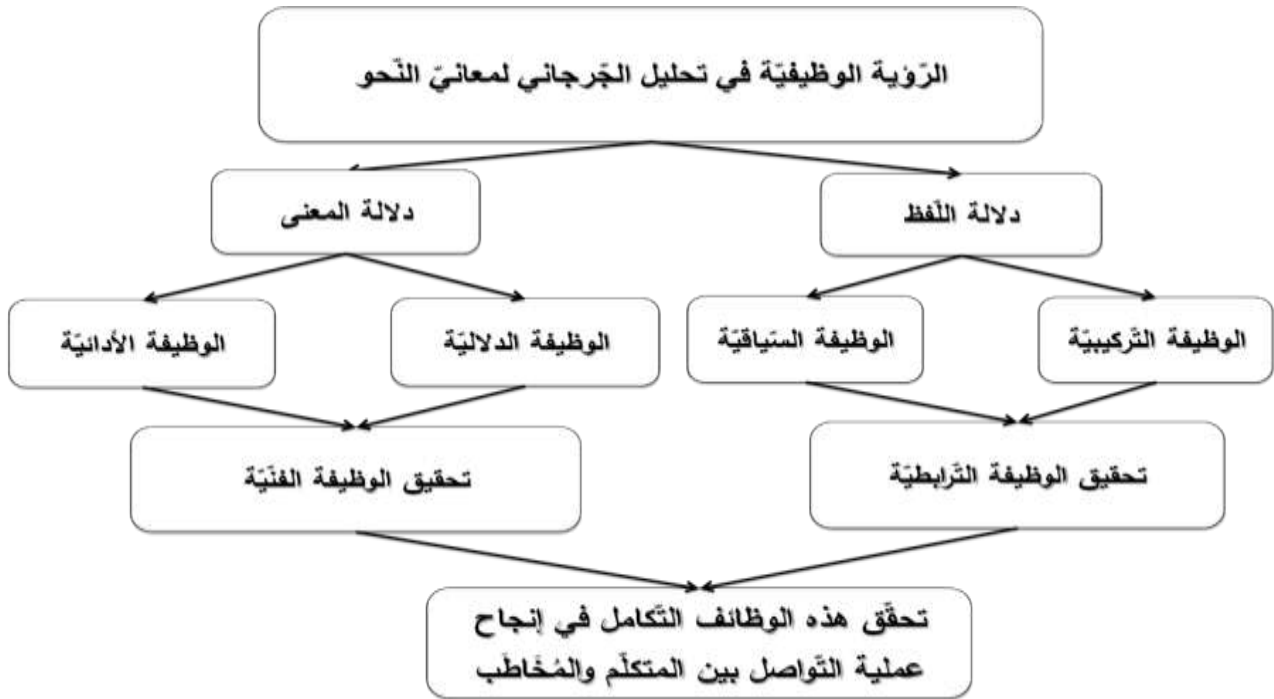 الرّؤية الوظيفيّة في تحليل الجّرجاني لمعانيّ النّحو
دلالة اللّفظ
دلالة المعنى
الوظيفة التّركيبيّة
الوظيفة السّياقيّة
الوظيفة الدلاليّة
الوظيفة الأدائيّة
تحقيق الوظيفة التّرابطيّة
تحقيق الوظيفة الفنّيّة
تحقّق هذه الوظائف التّكامل في إنجاح
عملية التّواصل بين المتكلّم والمُخَاطَب